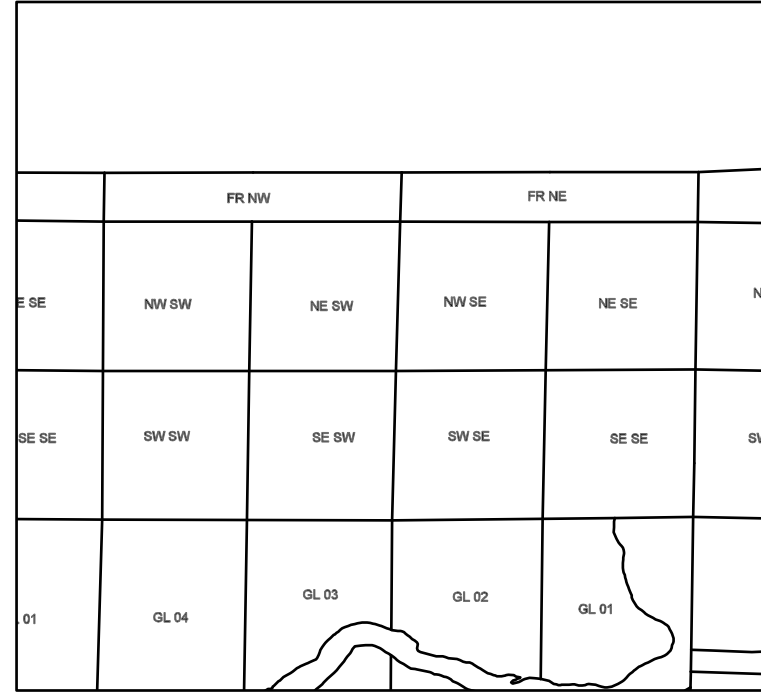 FR NW
FR NE
E SE
NW SW
NE SW
NW SE
NE SE
N
SE SE
SW SW
SE SW
SW SE
SE SE
SW
01
GL 04
GL 03
GL 02
GL 01